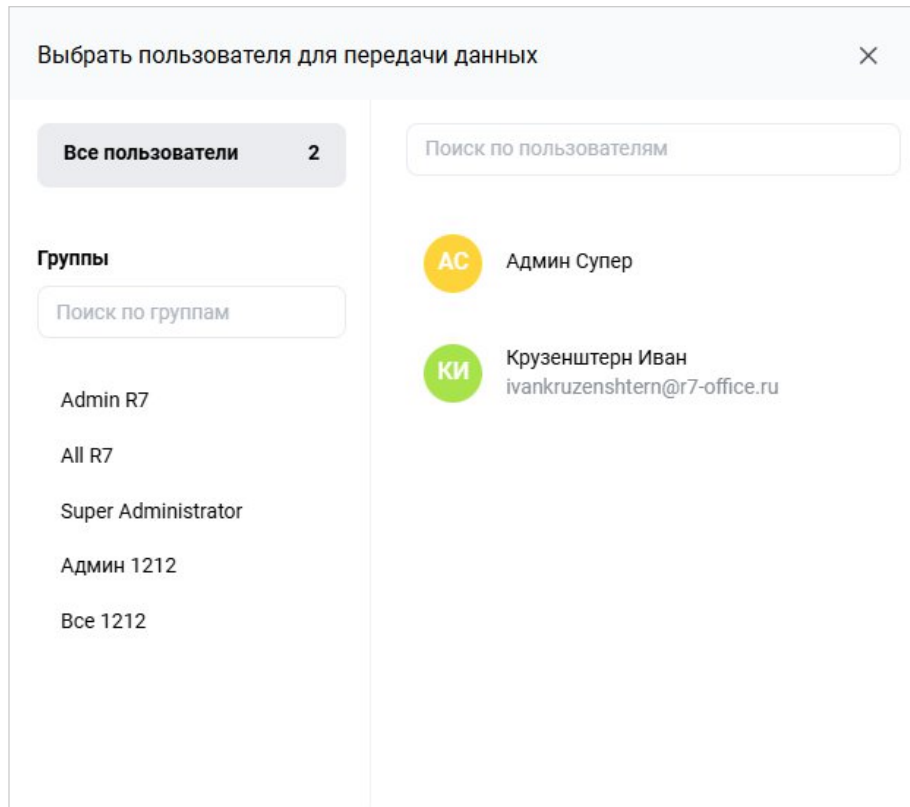 Выбрать пользователя для передачи данных
Все пользователи 2
Группы
Поиск по группам
Admin R7
All R7
Super Administrator
Админ 1212
Все 1212
Поиск по пользователям
АС
Админ Супер
КИ
Крузенштерн Иван
ivankruzenshtern@r7-office.ru